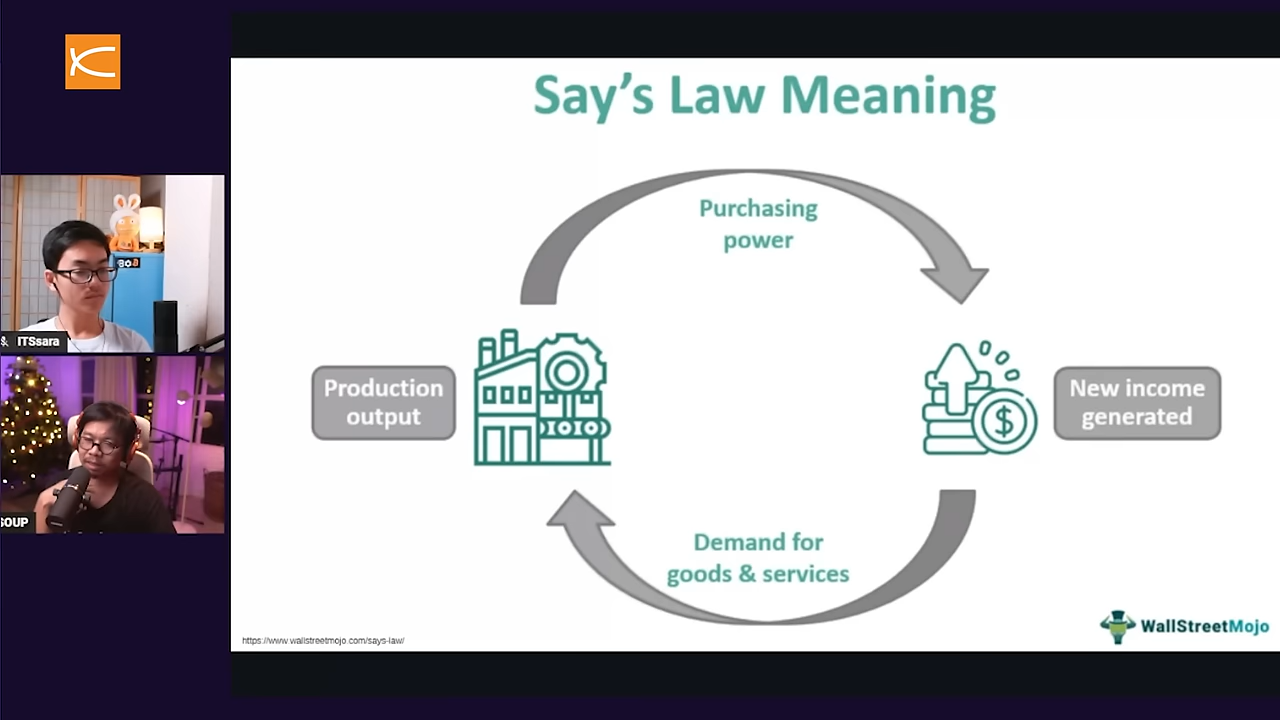 Say's Law Meaning
Purchasing
power
Production
output
New income
generated
Demand for
goods & services
https://www.wallstreetmojo.com/says-law/
WallStreetMojo
ITSsara
SOUP